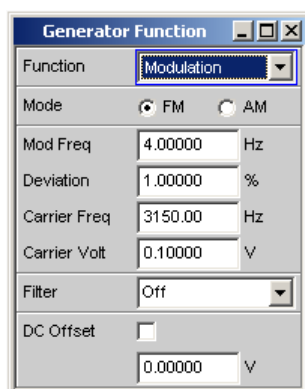 Generator Function
Function Modulation
Mode FM AM
Mod Freq 4.00000 Hz
Deviation 1.00000 %
Carrier Freq 3150.00 Hz
Carrier Volt 0.10000 V
Filter Off
DC Offset
0.00000 V